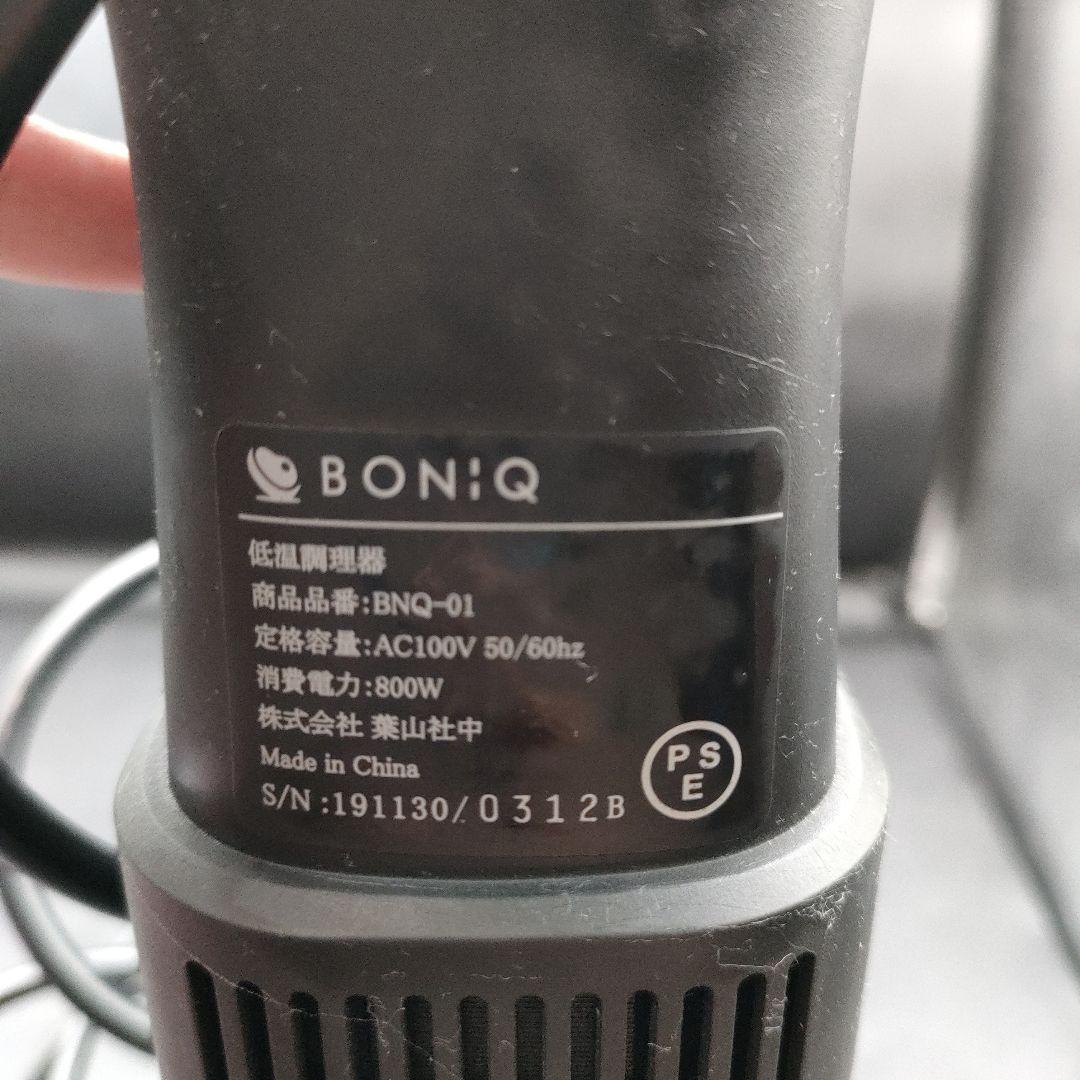 BONIQ
低温調理器
商品品番:BNQ-01
定格容量:AC100V 50/60hz
消費電力:800W
株式会社 葉山社中
Made in China
S/N:191130/0312B
PSE